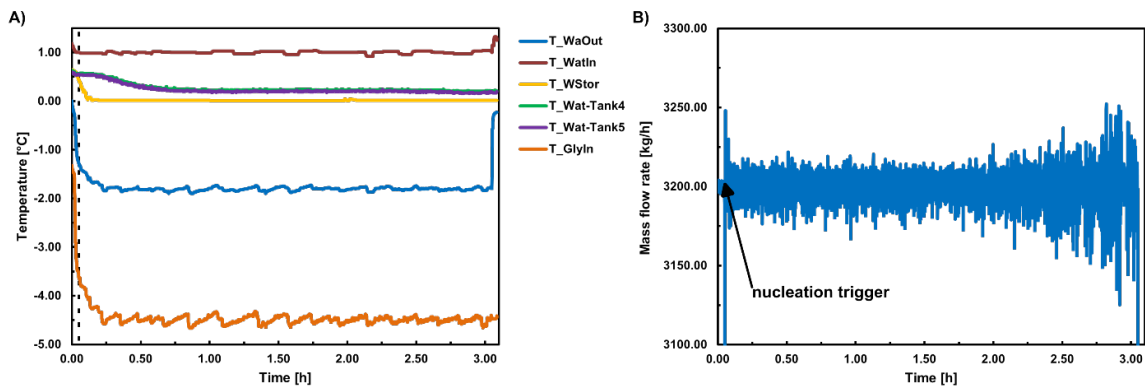 A)
Temperature [°C]
1.00
0.00
-1.00
-2.00
-3.00
-4.00
-5.00
0.00 0.50 1.00 1.50 2.00 2.50 3.00
Time [h]
T_WaOut
T_WatIn
T_WStor
T_Wat-Tank4
T_Wat-Tank5
T_GlyIn
B)
Mass flow rate [kg/h]
3300.00
3250.00
3200.00
3150.00
3100.00
nucleation trigger
0.00 0.50 1.00 1.50 2.00 2.50 3.00
Time [h]